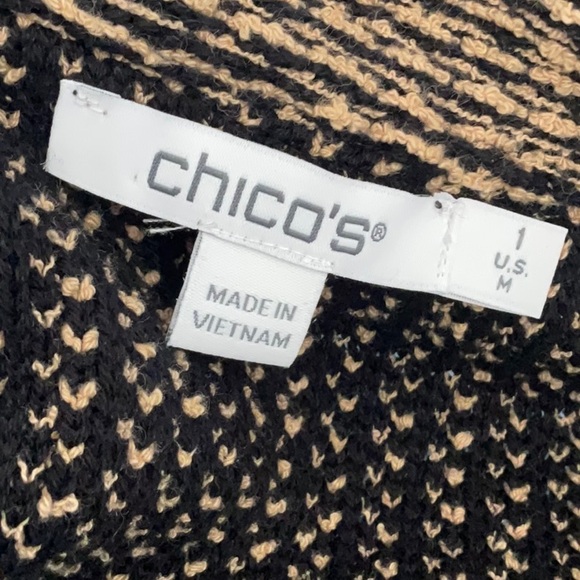 chico's®
1
U.S.
M
MADE IN
VIETNAM